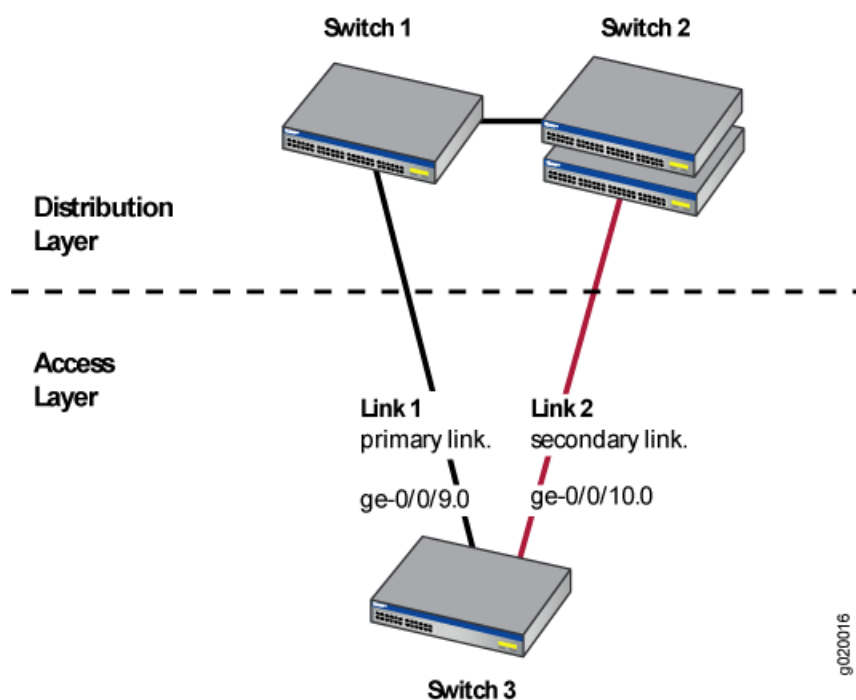 Switch 1
Switch 2
Distribution
Layer
Access
Layer
Link 1
primary link.
ge-0/0/9.0
Link 2
secondary link.
ge-0/0/10.0
Switch 3
g020016